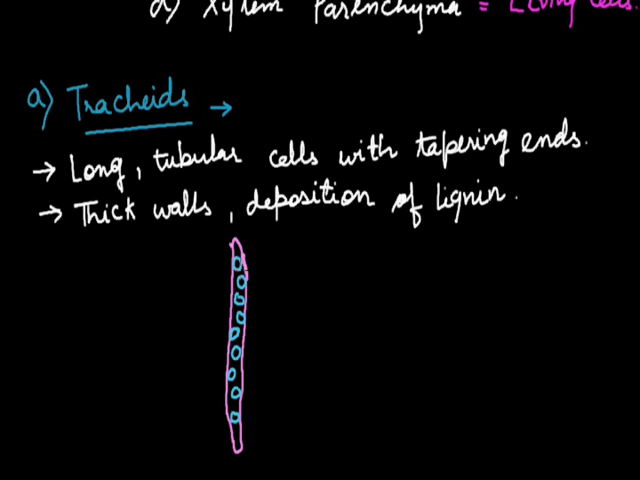 d) Xylem Parenchyma = Living cells.
a) Tracheids →
→ Long, tubular cells with tapering ends.
→ Thick walls, deposition of lignin.